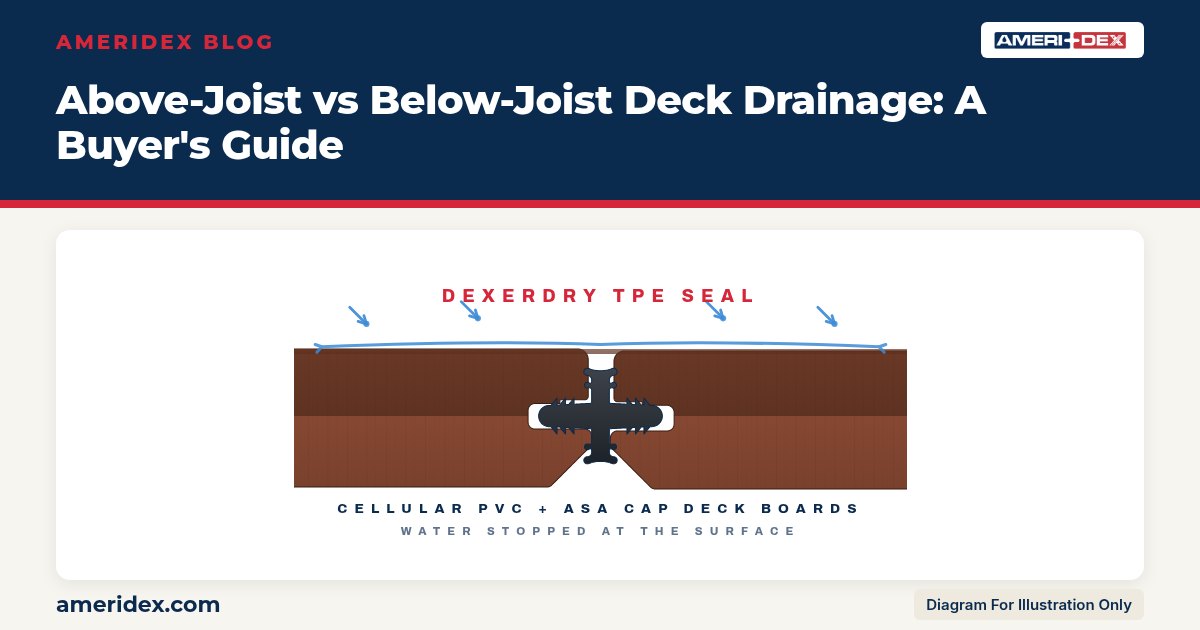 AMERIDEX BLOG
AMERI-DEX
Above-Joist vs Below-Joist Deck Drainage: A
Buyer's Guide
DEXERDRY TPE SEAL
CELLULAR PVC + ASA CAP DECK BOARDS
WATER STOPPED AT THE SURFACE
ameridex.com
Diagram For Illustration Only